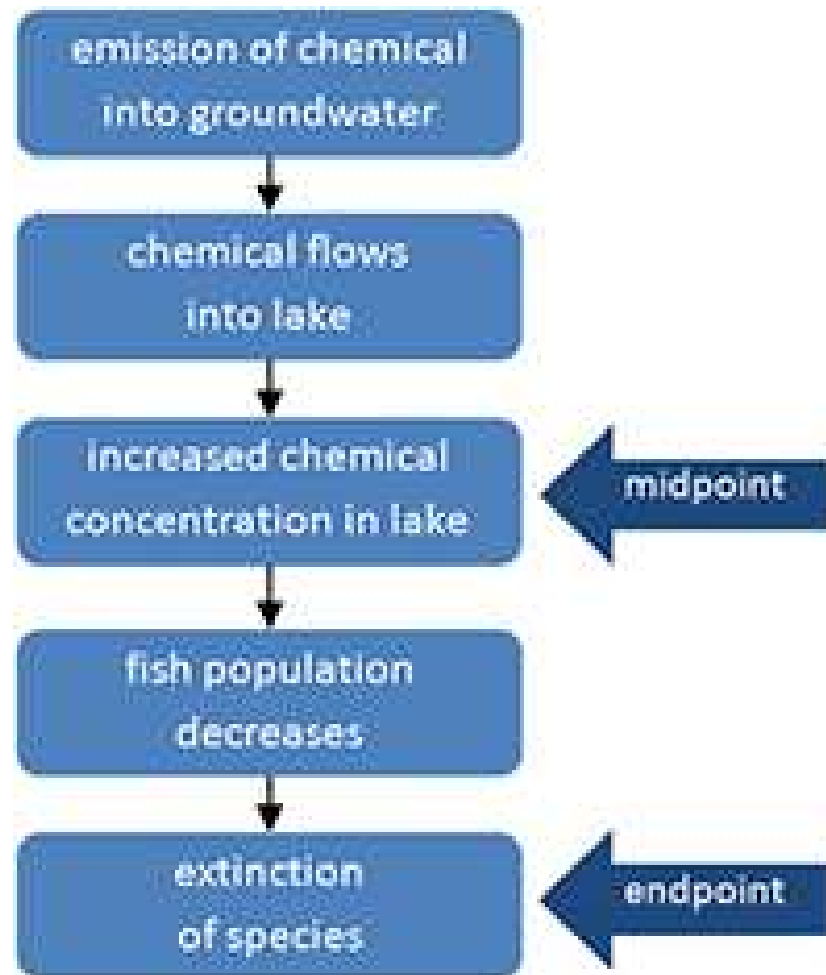 emission of chemical
into groundwater
chemical flows
into lake
increased chemical
concentration in lake
midpoint
fish population
decreases
extinction
of species
endpoint